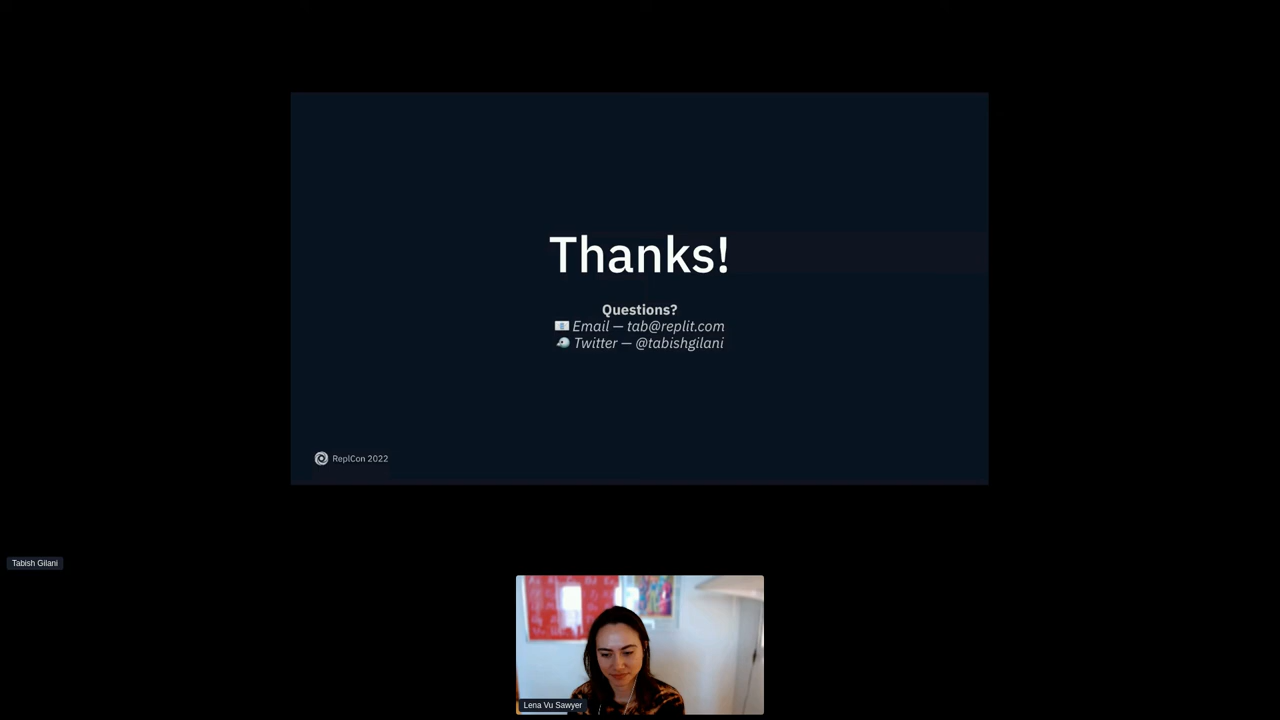 Thanks!
Questions?
📧 Email — tab@replit.com
🐦 Twitter — @tabishgilani
ReplCon 2022
Tabish Gilani
Lena Vu Sawyer